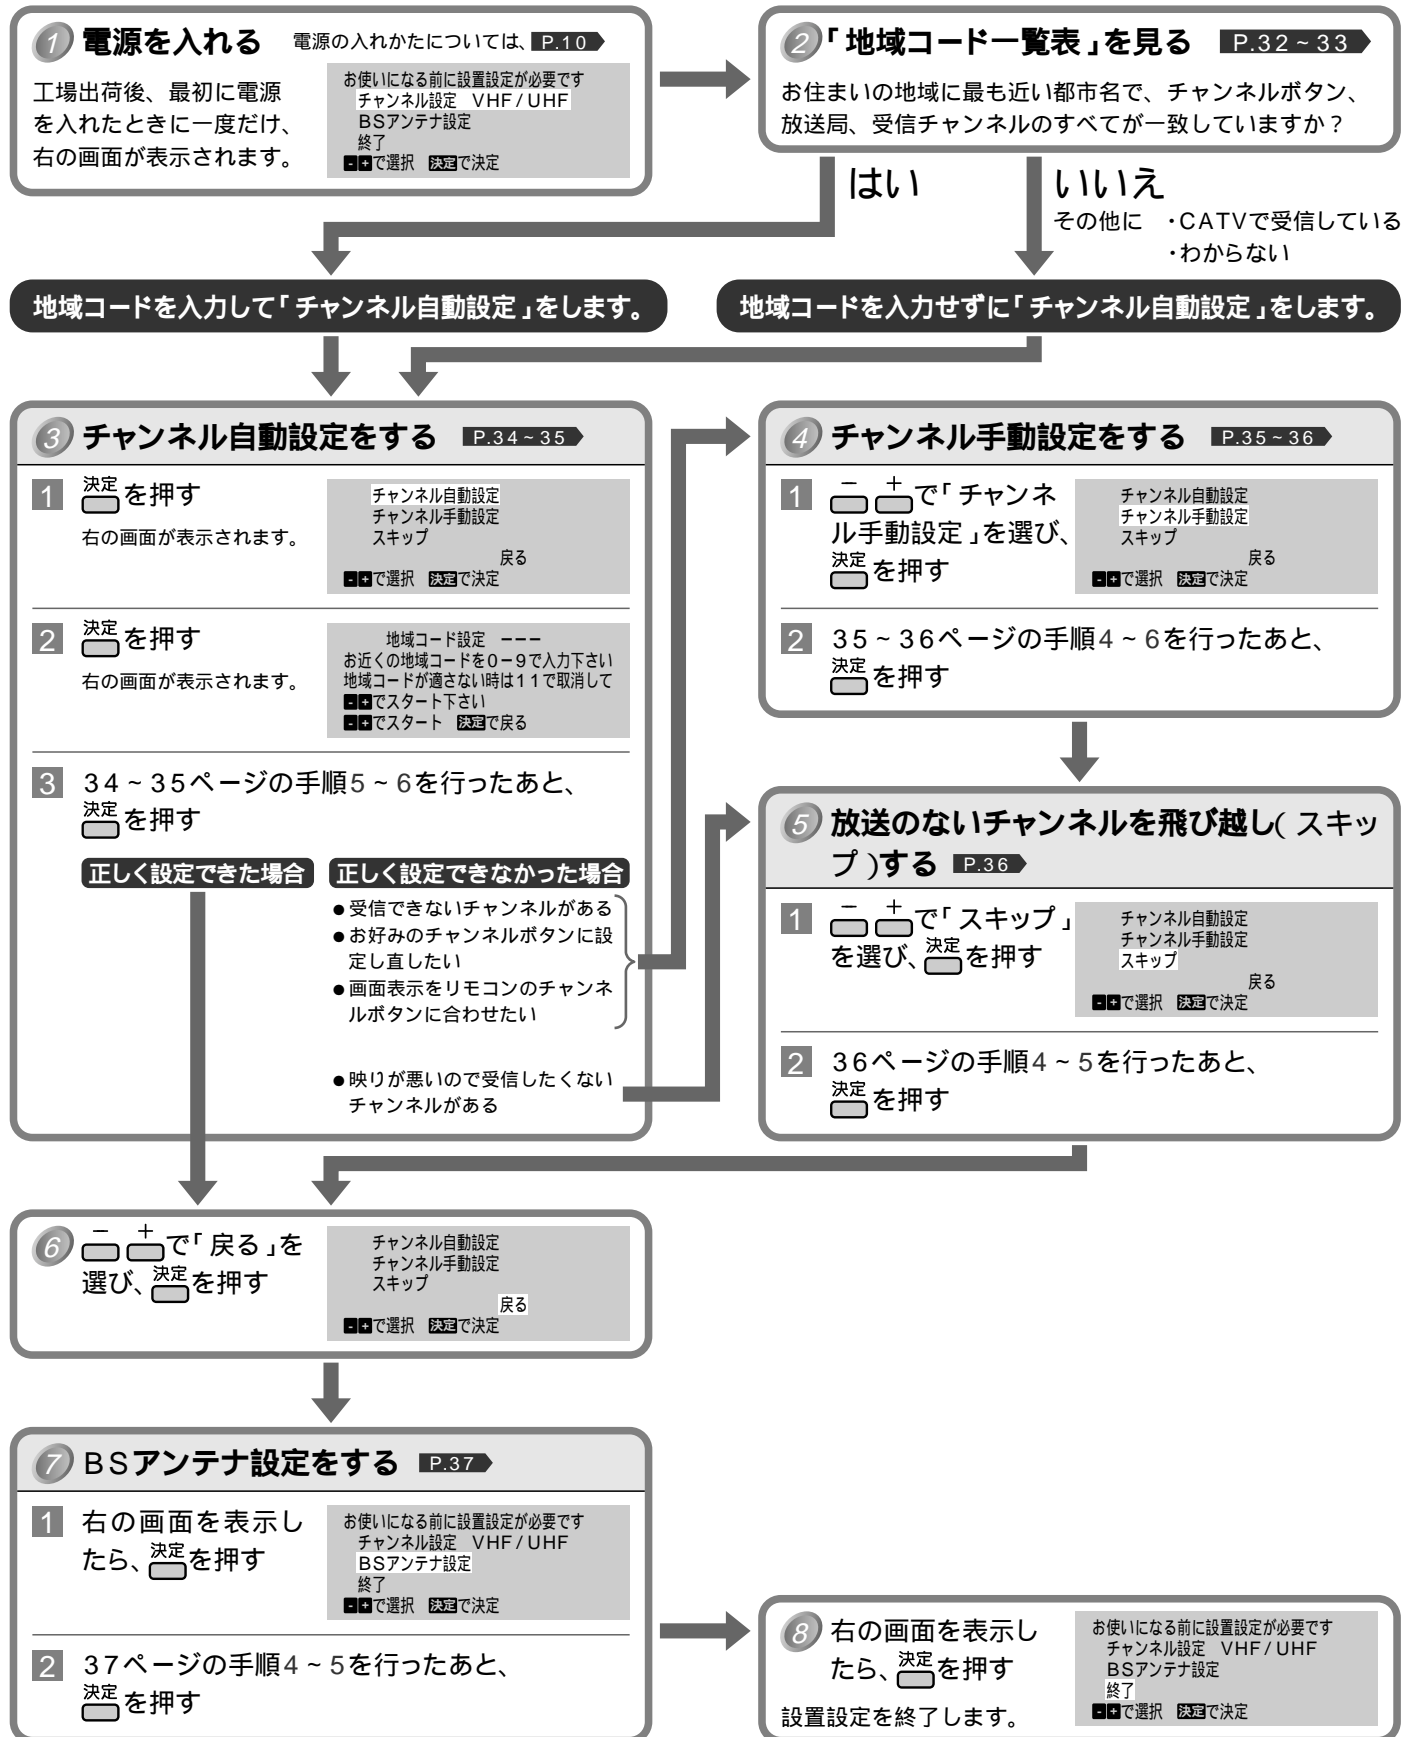 1 電源を入れる 電源の入れかたについては、 P.10
工場出荷後、最初に電源
を入れたときに一度だけ、
右の画面が表示されます。
お使いになる前に設置設定が必要です
チャンネル設定 VHF/UHF
BSアンテナ設定
終了
-+で選択 決定で決定
2 「地域コード一覧表」を見る P.32~33
お住まいの地域に最も近い都市名で、チャンネルボタン、
放送局、受信チャンネルのすべてが一致していますか?
はい
いいえ
その他に ・CATVで受信している
・わからない
地域コードを入力して「チャンネル自動設定」をします。
地域コードを入力せずに「チャンネル自動設定」をします。
3 チャンネル自動設定をする P.34~35
1 決定を押す
右の画面が表示されます。
チャンネル自動設定
チャンネル手動設定
スキップ
戻る
-+で選択 決定で決定
2 決定を押す
右の画面が表示されます。
地域コード設定 ---
お近くの地域コードを0-9で入力下さい
地域コードが適さない時は11で取消して
-+でスタート下さい
-+でスタート 決定で戻る
3 34~35ページの手順5~6を行ったあと、
決定を押す
正しく設定できた場合
正しく設定できなかった場合
●受信できないチャンネルがある
●お好みのチャンネルボタンに設
定し直したい
●画面表示をリモコンのチャンネ
ルボタンに合わせたい
●映りが悪いので受信したくない
チャンネルがある
4 チャンネル手動設定をする P.35~36
1 - +で「チャンネ
ル手動設定」を選び、
決定を押す
チャンネル自動設定
チャンネル手動設定
スキップ
戻る
-+で選択 決定で決定
2 35~36ページの手順4~6を行ったあと、
決定を押す
5 放送のないチャンネルを飛び越し(スキッ
プ)する P.36
1 - +で「スキップ」
を選び、決定を押す
チャンネル自動設定
チャンネル手動設定
スキップ
戻る
-+で選択 決定で決定
2 36ページの手順4~5を行ったあと、
決定を押す
6 - +で「戻る」を
選び、決定を押す
チャンネル自動設定
チャンネル手動設定
スキップ
戻る
-+で選択 決定で決定
7 BSアンテナ設定をする P.37
1 右の画面を表示し
たら、決定を押す
お使いになる前に設置設定が必要です
チャンネル設定 VHF/UHF
BSアンテナ設定
終了
-+で選択 決定で決定
2 37ページの手順4~5を行ったあと、
決定を押す
8 右の画面を表示し
たら、決定を押す
設置設定を終了します。
お使いになる前に設置設定が必要です
チャンネル設定 VHF/UHF
BSアンテナ設定
終了
-+で選択 決定で決定